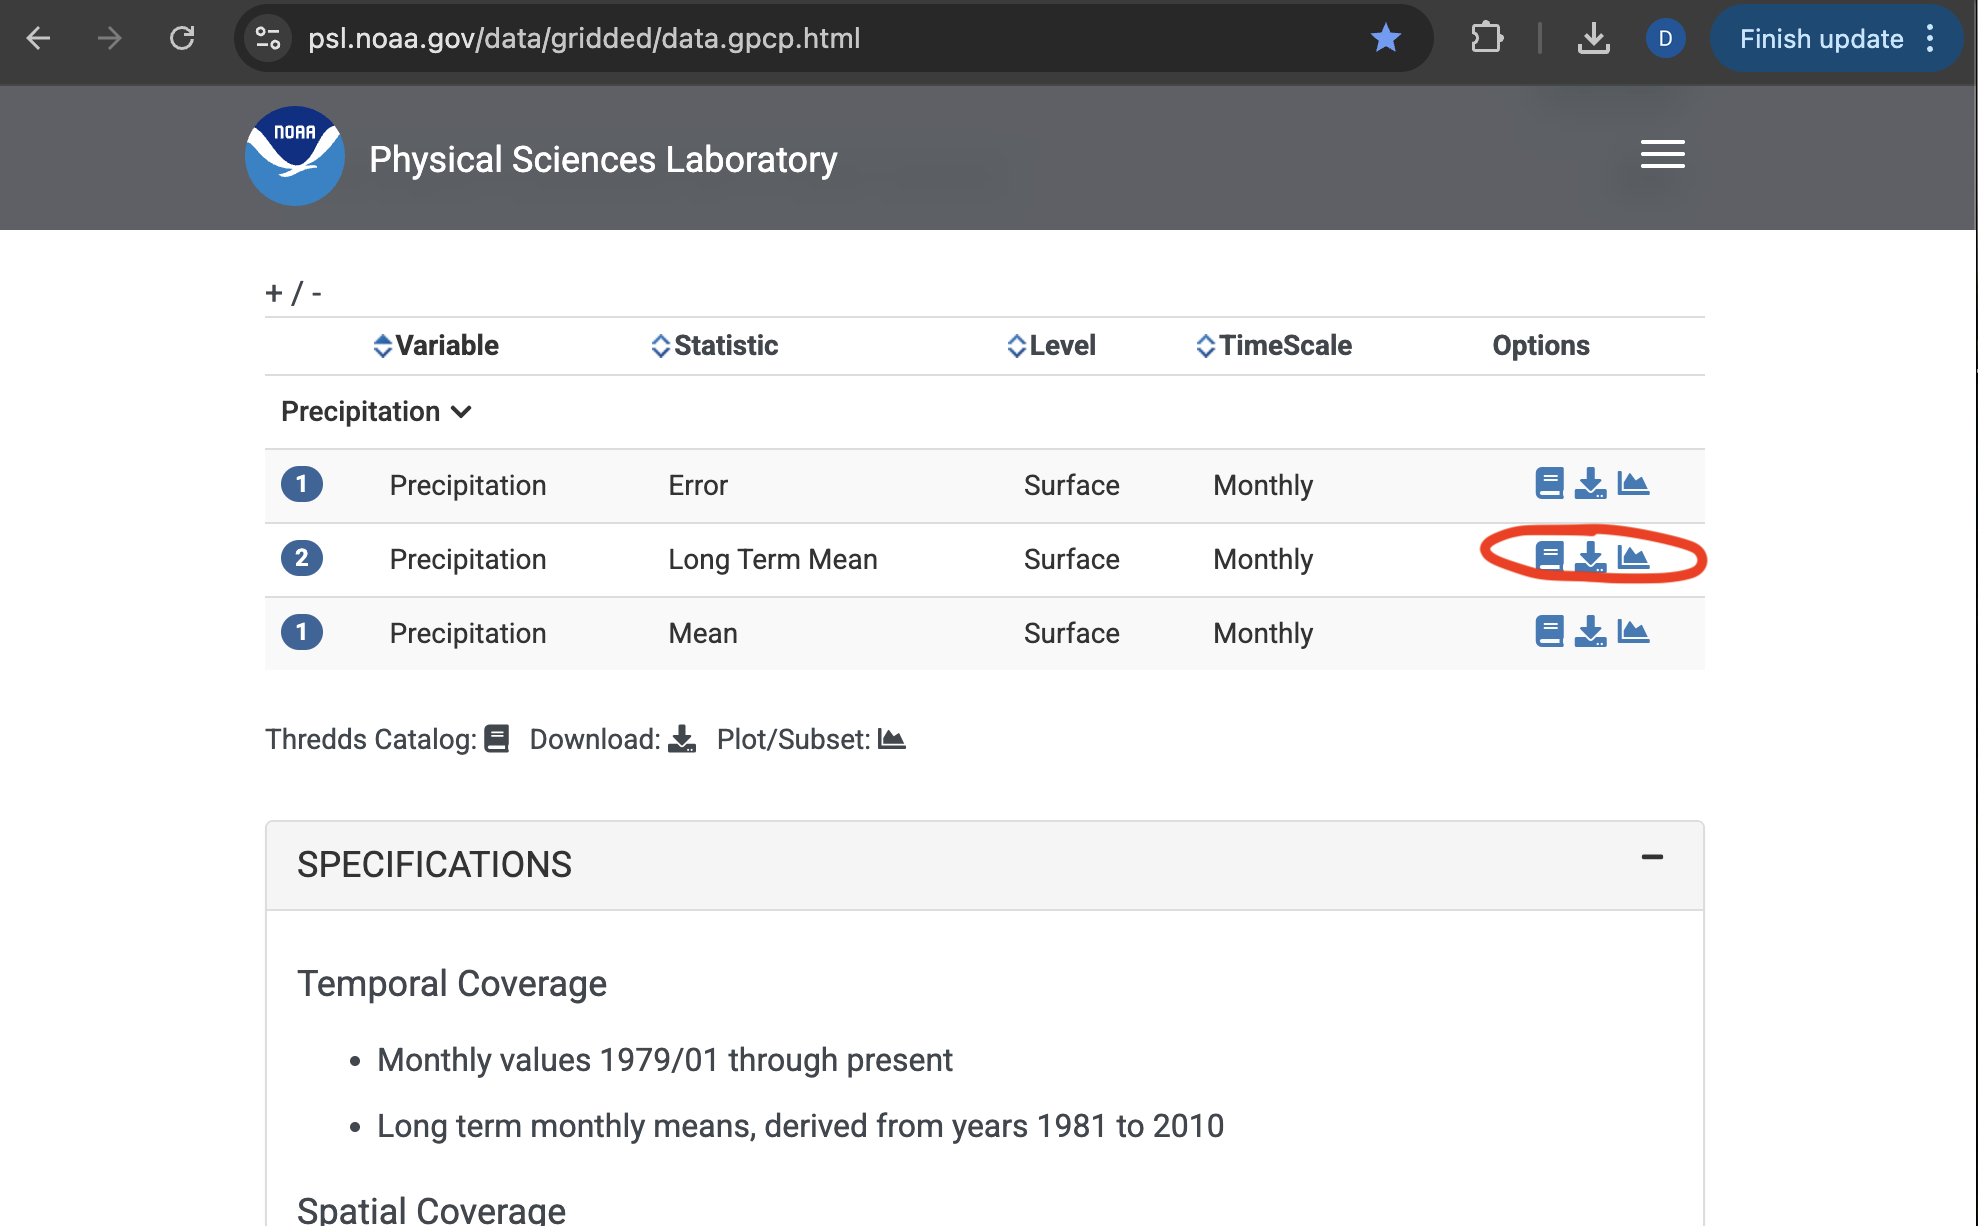 psl.noaa.gov/data/gridded/data.gpcp.html
D
Finish update
NOAA
Physical Sciences Laboratory
+ / -
Variable Statistic Level TimeScale Options
Precipitation
1 Precipitation Error Surface Monthly
2 Precipitation Long Term Mean Surface Monthly
1 Precipitation Mean Surface Monthly
Thredds Catalog: Download: Plot/Subset:
SPECIFICATIONS
Temporal Coverage
• Monthly values 1979/01 through present
• Long term monthly means, derived from years 1981 to 2010
Spatial Coverage